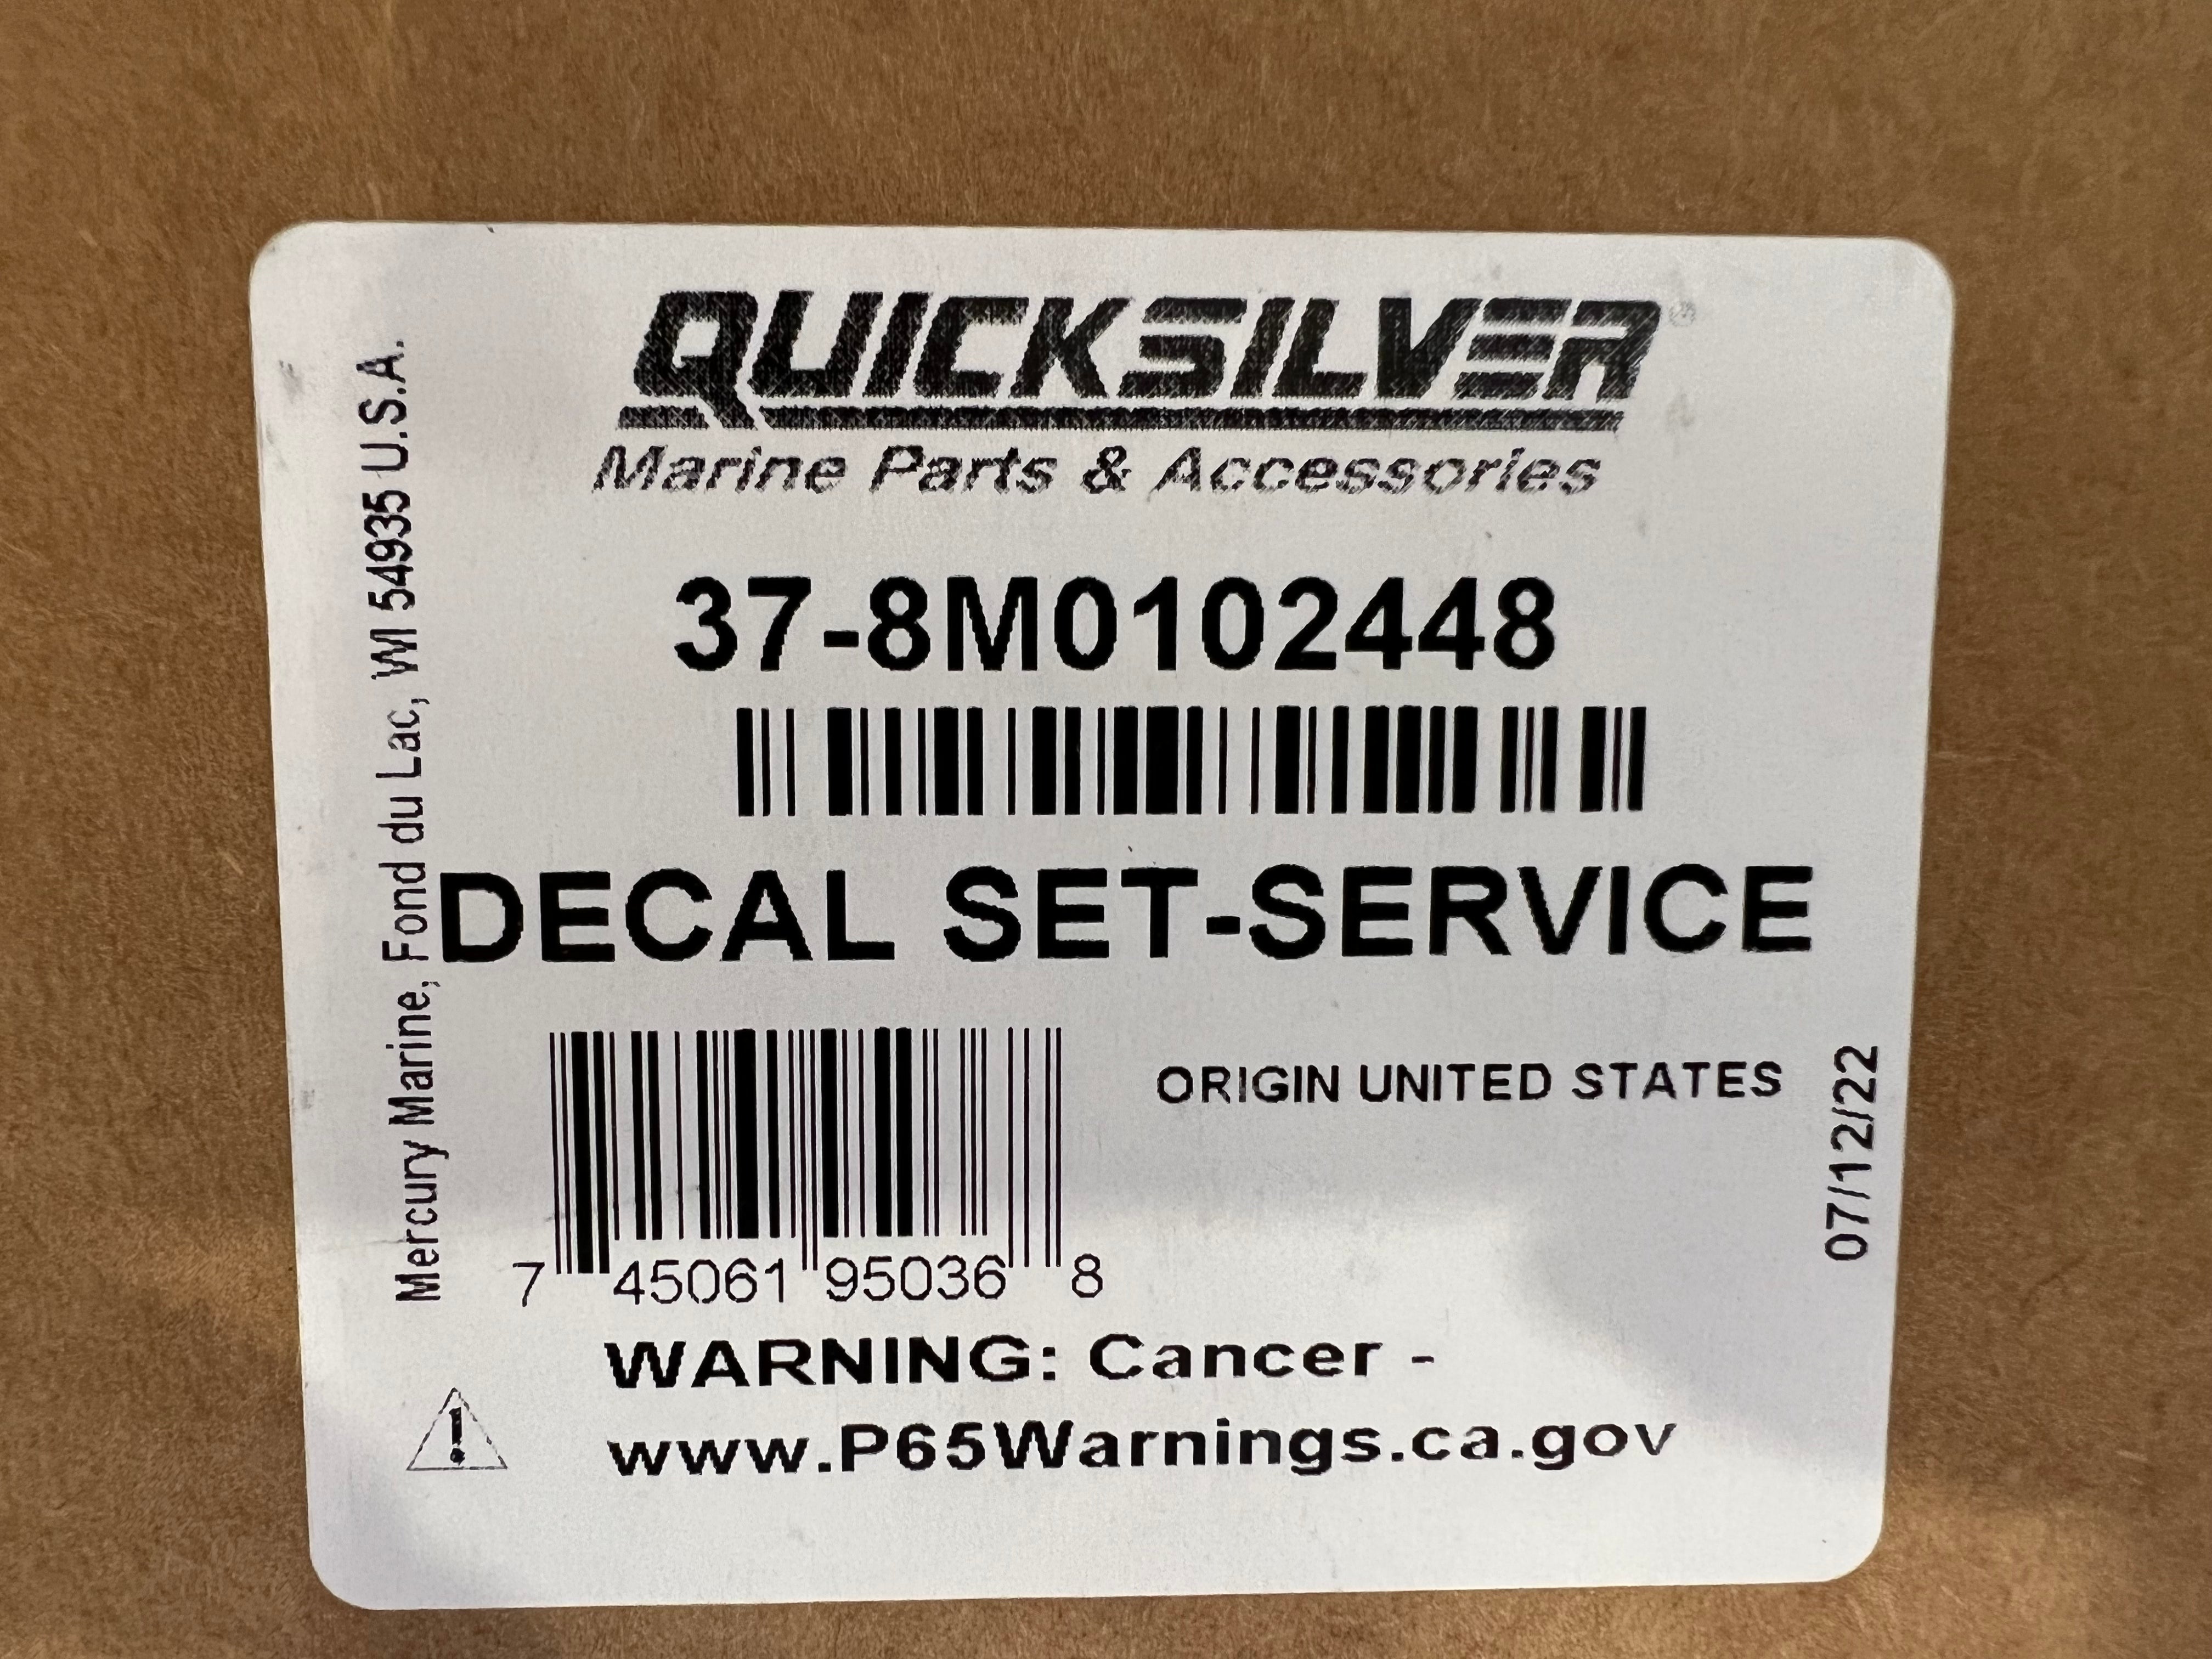 QUICKSILVER®
Marine Parts & Accessories
37-8M0102448
DECAL SET-SERVICE
Mercury Marine, Fond du Lac, WI 54935 U.S.A.
ORIGIN UNITED STATES
07/12/22
7 45061 95036 8
WARNING: Cancer -
www.P65Warnings.ca.gov